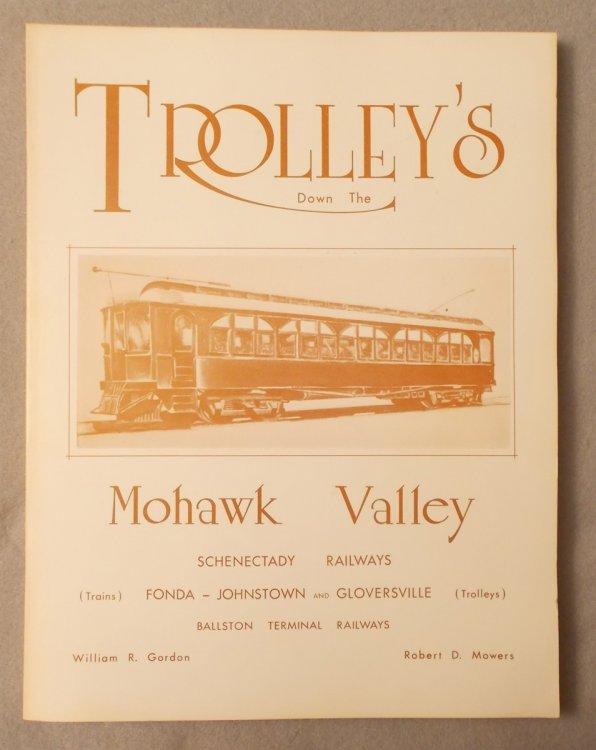 TROLLEY'S
Down The
Mohawk Valley
SCHENECTADY RAILWAYS
(Trains) FONDA – JOHNSTOWN AND GLOVERSVILLE (Trolleys)
BALLSTON TERMINAL RAILWAYS
William R. Gordon Robert D. Mowers